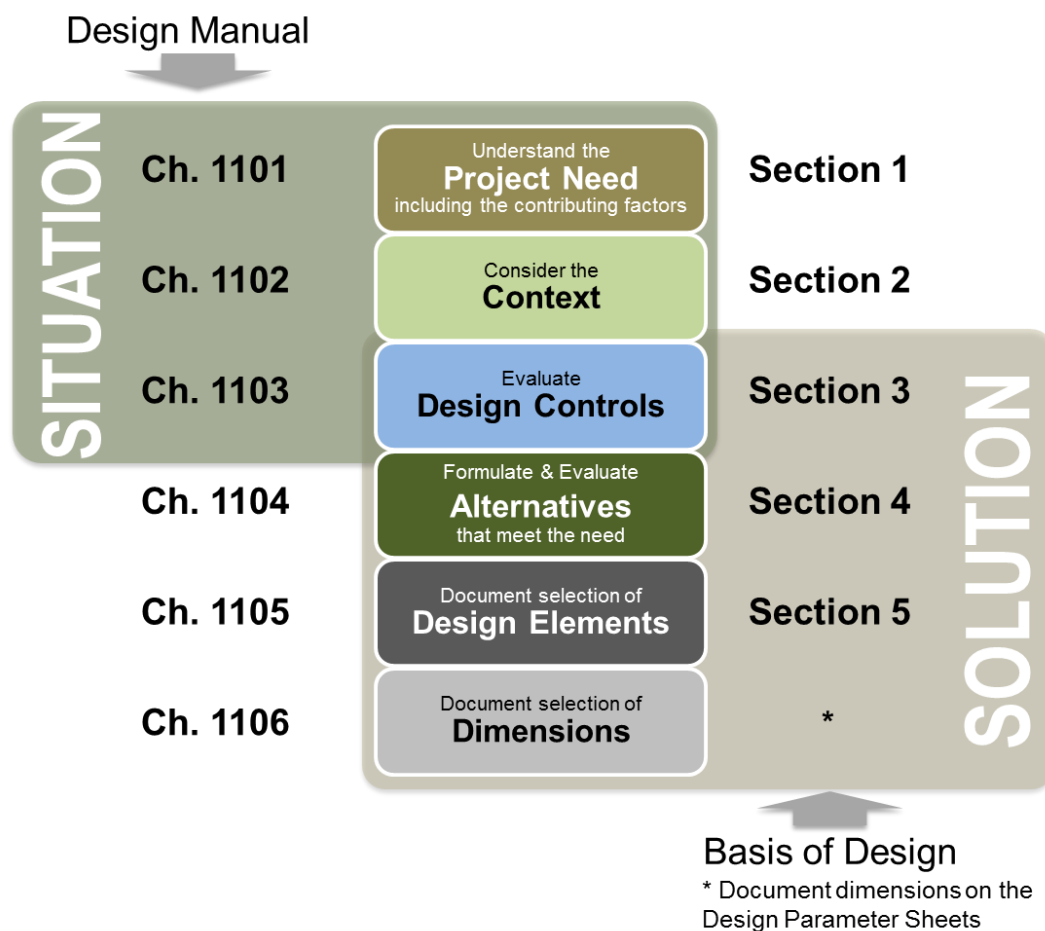 Design Manual
SITUATION
Ch. 1101
Understand the
Project Need
including the contributing factors
Section 1
Ch. 1102
Consider the
Context
Section 2
Ch. 1103
Evaluate
Design Controls
Section 3
Ch. 1104
Formulate & Evaluate
Alternatives
that meet the need
Section 4
Ch. 1105
Document selection of
Design Elements
Section 5
Ch. 1106
Document selection of
Dimensions
*
SOLUTION
Basis of Design
* Document dimensions on the
Design Parameter Sheets